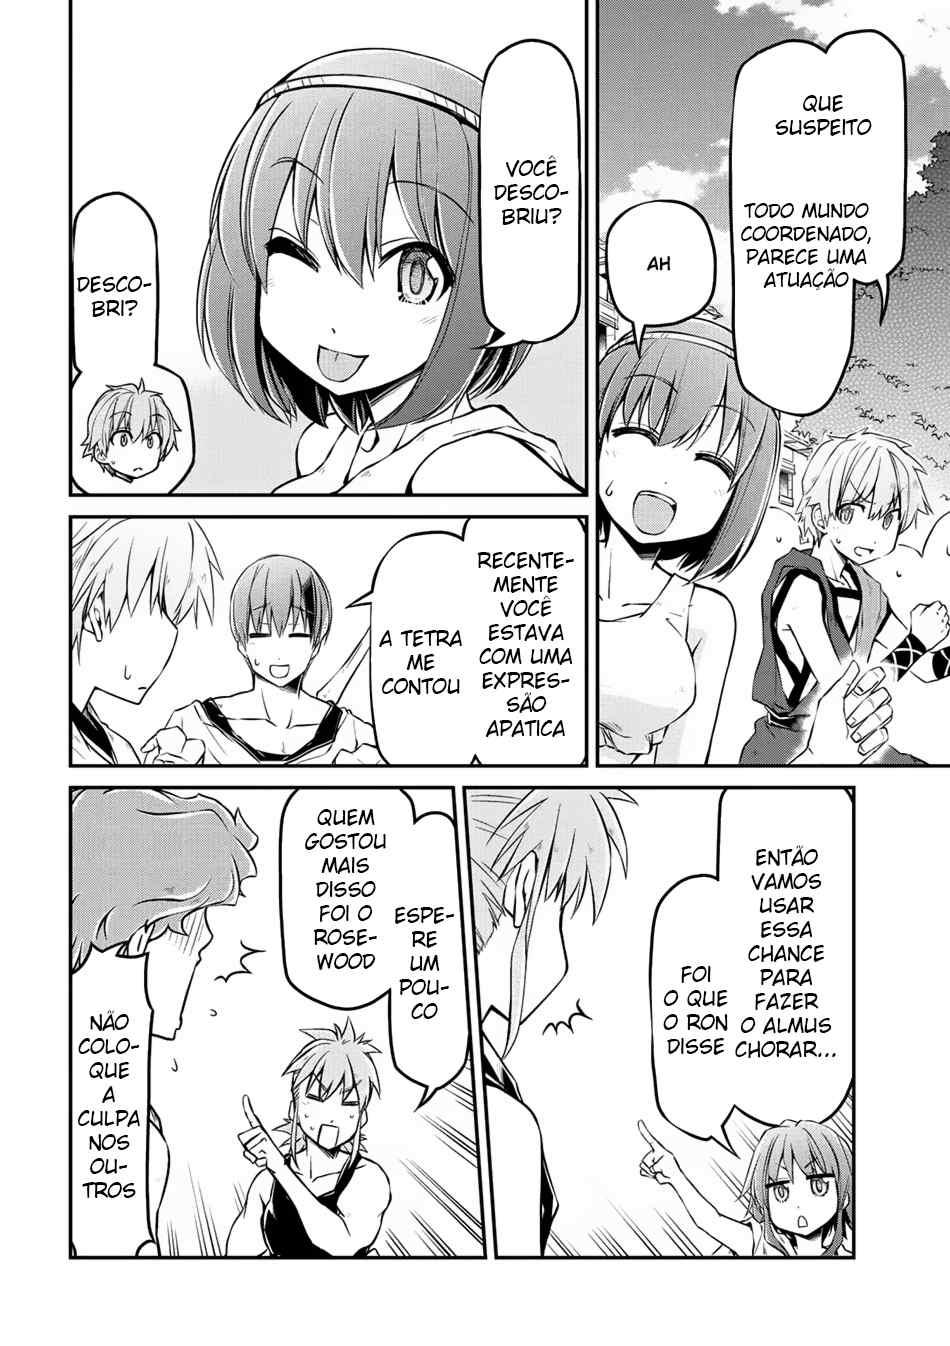 QUE
SUSPEITO
TODO MUNDO
COORDENADO,
PARECE UMA
ATUAÇÃO
AH
VOCÊ
DESCO-
BRIU?
DESCO-
BRI?
RECENTE-
MENTE
VOCÊ
ESTAVA
COM UMA
EXPRES-
SÃO
APATICA
A TETRA
ME
CONTOU
ENTÃO
VAMOS
USAR
ESSA
CHANCE
PARA
FAZER
O ALMUS
CHORAR...
FOI
O QUE
O RON
DISSE
ESPE-
RE
UM
POU-
CO
QUEM
GOSTOU
MAIS
DISSO
FOI O
ROSE-
WOOD
NÃO
COLO-
QUE
A
CULPA
NOS
OU-
TROS